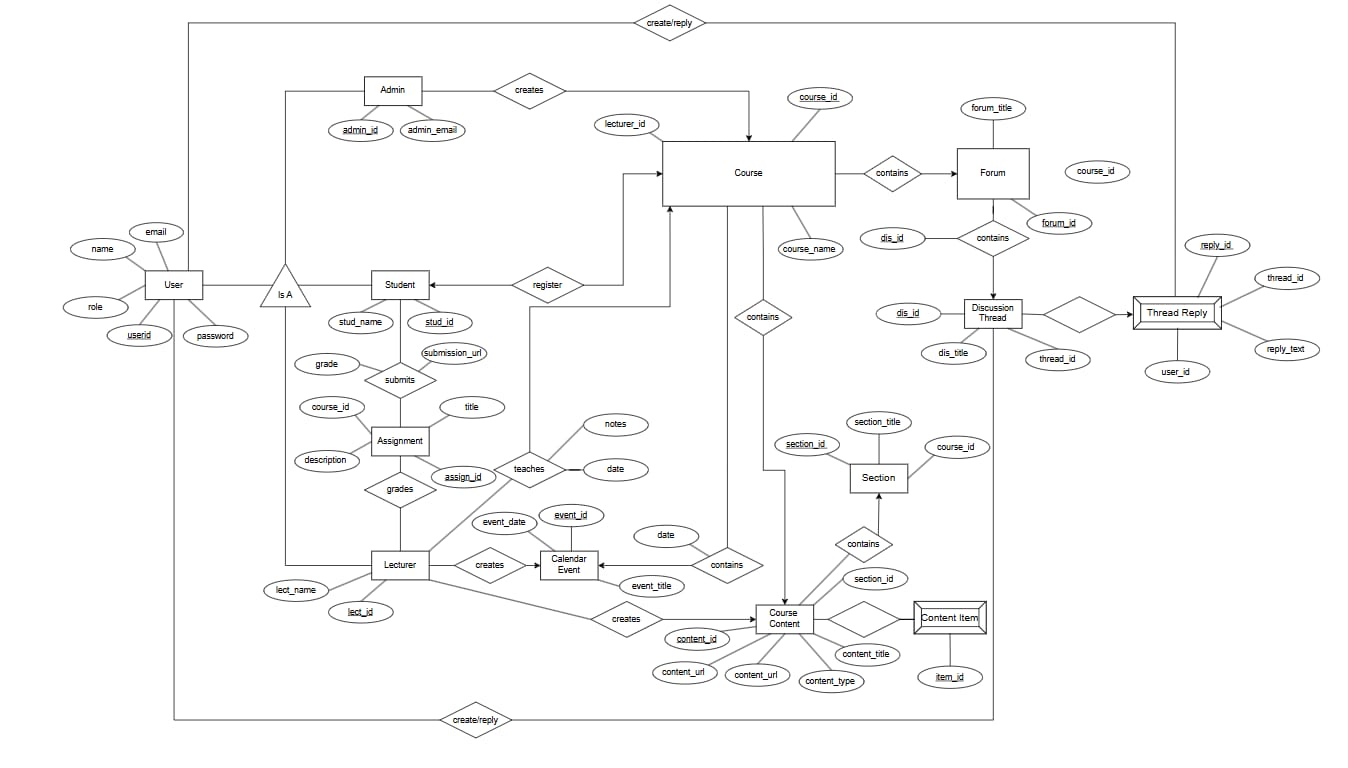 create/reply
Admin
creates
course_id
admin_id
admin_email
lecturer_id
forum_title
Course
contains
Forum
course_id
email
name
course_name
dis_id
contains
forum_id
reply_id
User
Is A
Student
register
thread_id
role
userid
password
stud_name
stud_id
contains
dis_id
Discussion
Thread
Thread Reply
grade
submission_url
dis_title
thread_id
reply_text
submits
user_id
course_id
title
notes
section_title
Assignment
section_id
course_id
description
assign_id
teaches
date
Section
grades
event_date
event_id
date
contains
Lecturer
creates
Calendar
Event
contains
section_id
lect_name
event_title
lect_id
creates
Course
Content
Content Item
content_id
content_title
content_url
content_url
content_type
item_id
create/reply